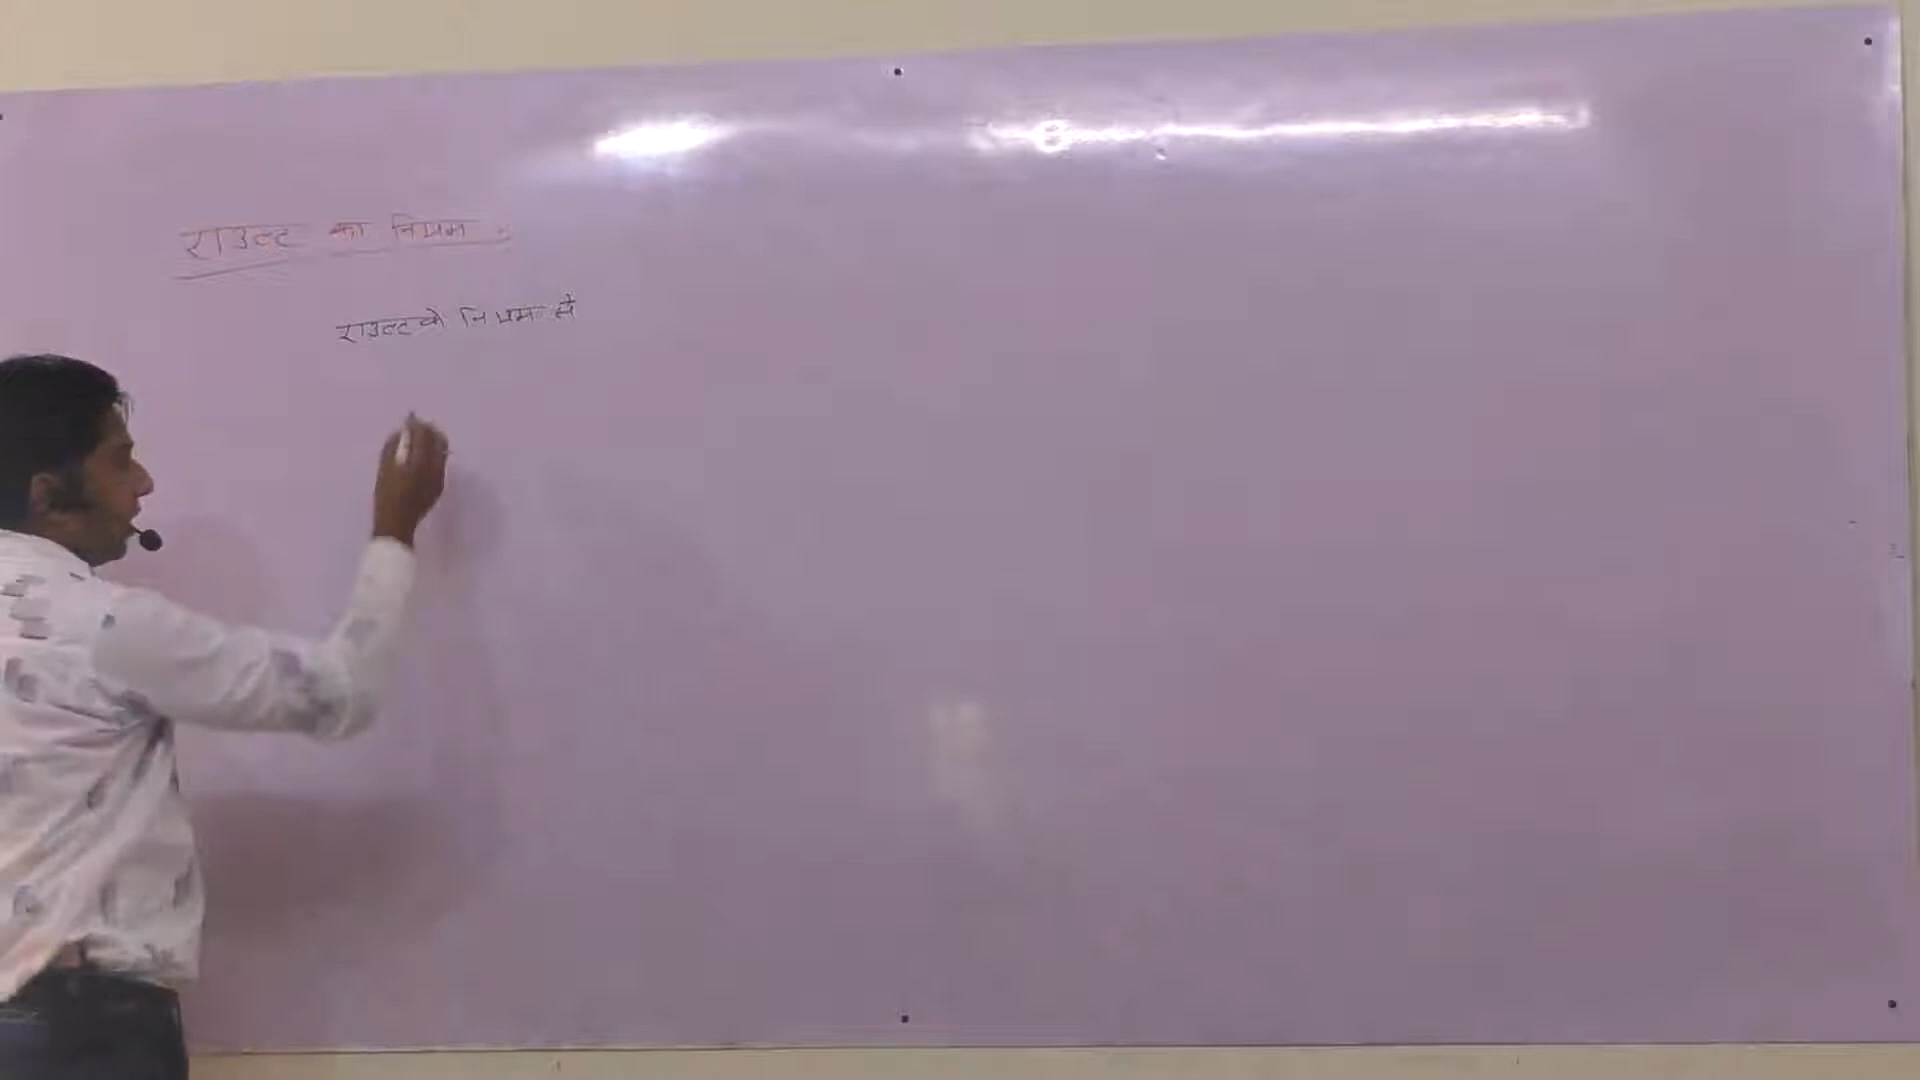 राउल्ट का नियम :
राउल्ट के नियम से